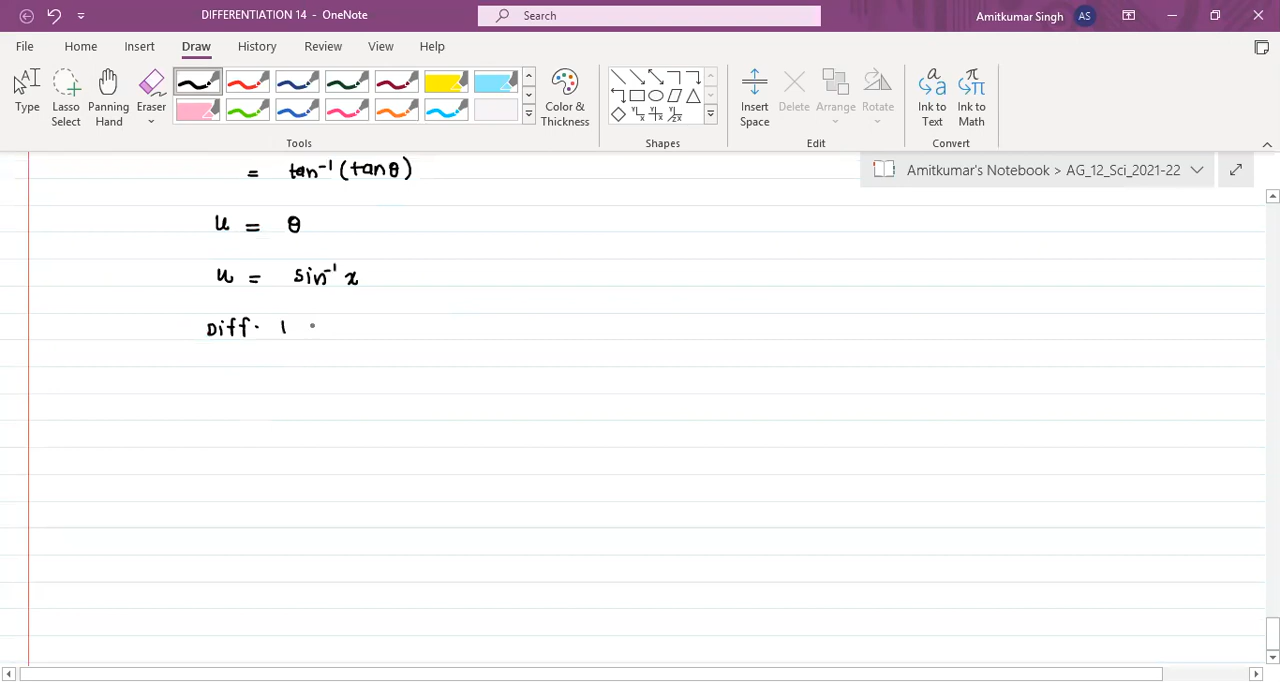 DIFFERENTIATION 14 - OneNote
Search
Amitkumar Singh AS
File Home Insert Draw History Review View Help
Type
Lasso Select
Panning Hand
Eraser
Color & Thickness
Insert Space
Delete
Arrange
Rotate
Ink to Text
Ink to Math
Tools
Shapes
Edit
Convert
Amitkumar's Notebook > AG_12_Sci_2021-22
= tan⁻¹ (tanθ)
u = θ
u = sin⁻¹ x
Diff.